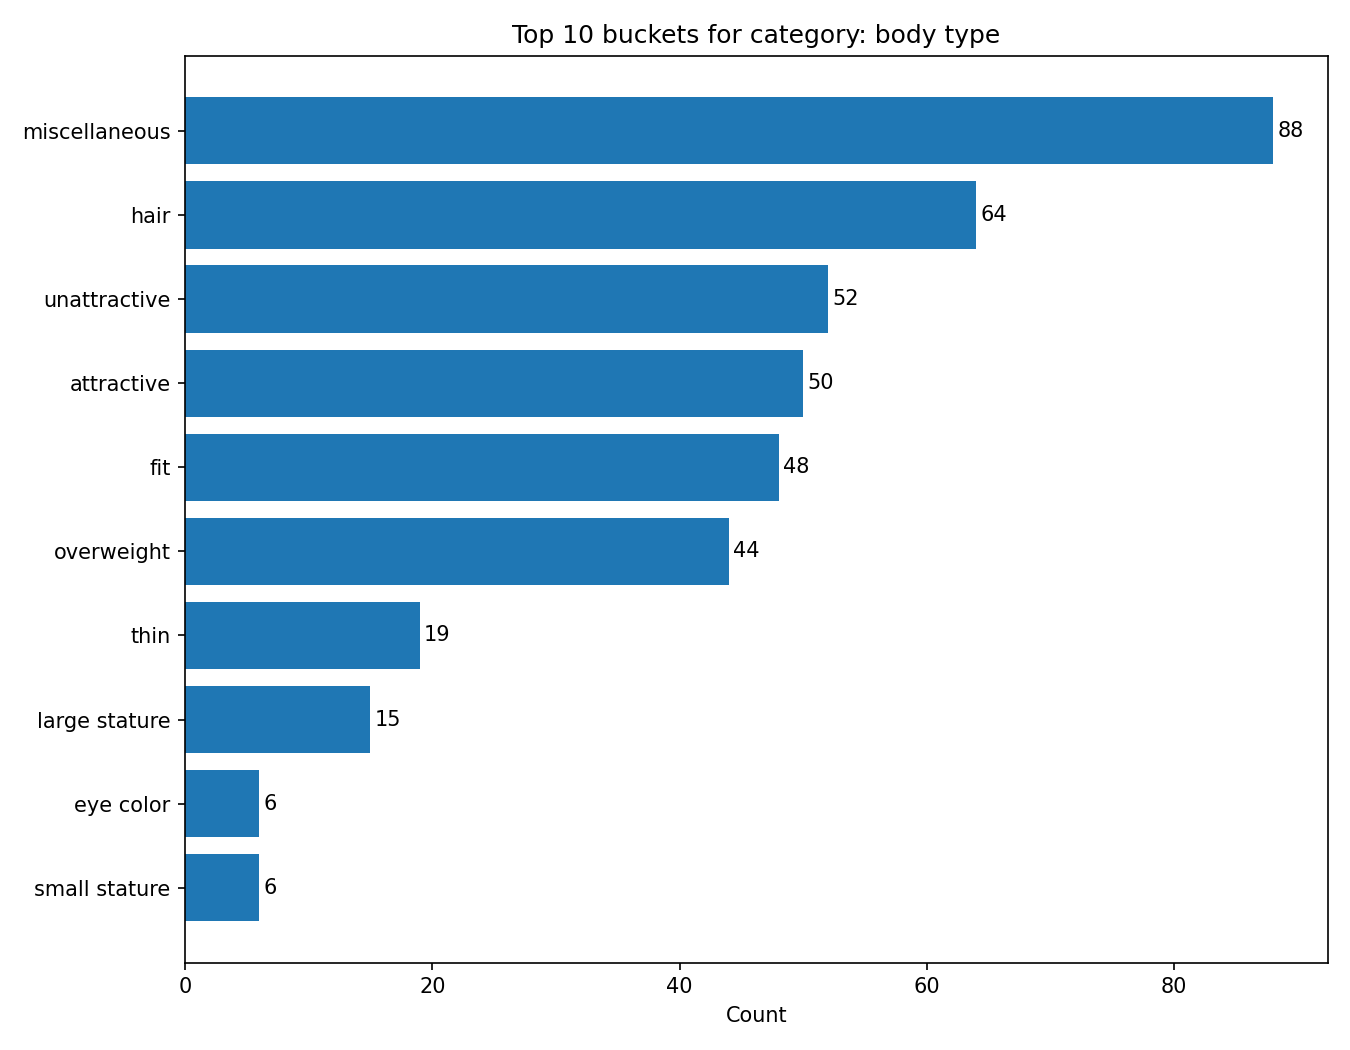 Top 10 buckets for category: body type
miscellaneous 88
hair 64
unattractive 52
attractive 50
fit 48
overweight 44
thin 19
large stature 15
eye color 6
small stature 6
0 20 40 60 80
Count